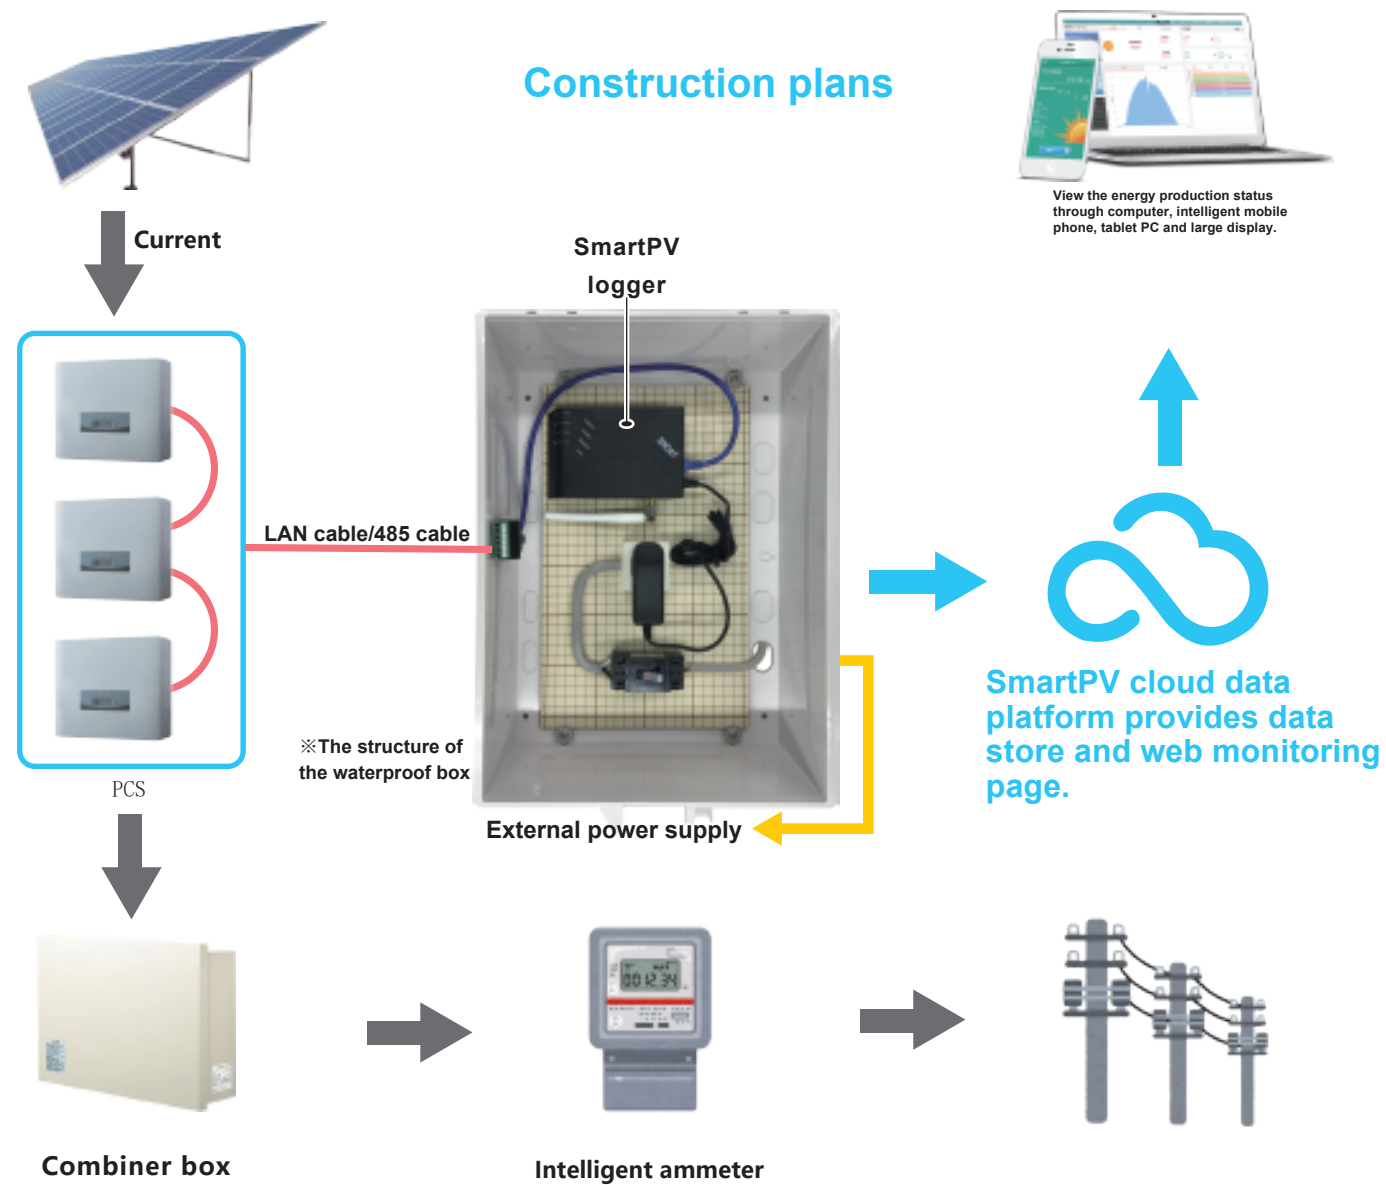 Construction plans
View the energy production status
through computer, intelligent mobile
phone, tablet PC and large display.
Current
SmartPV
logger
LAN cable/485 cable
※The structure of
the waterproof box
PCS
External power supply
SmartPV cloud data
platform provides data
store and web monitoring
page.
0012.34
Combiner box
Intelligent ammeter